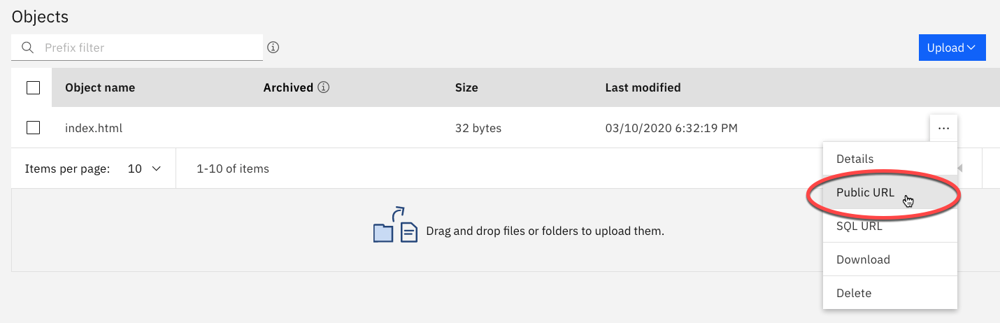 Objects
Prefix filter
Upload
Object name Archived Size Last modified
index.html 32 bytes 03/10/2020 6:32:19 PM
Items per page: 10 1-10 of items
Details
Public URL
SQL URL
Drag and drop files or folders to upload them.
Download
Delete